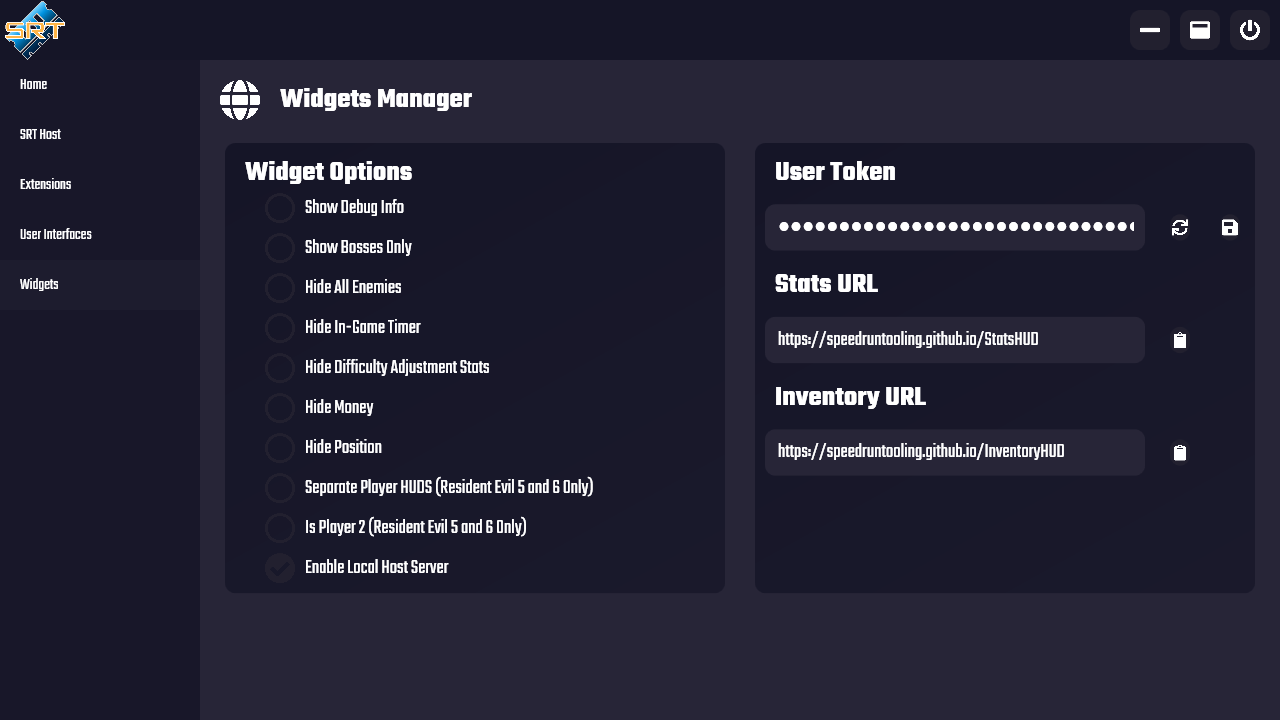 SRT
Home
SRT Host
Extensions
User Interfaces
Widgets
Widgets Manager
Widget Options
Show Debug Info
Show Bosses Only
Hide All Enemies
Hide In-Game Timer
Hide Difficulty Adjustment Stats
Hide Money
Hide Position
Separate Player HUDS (Resident Evil 5 and 6 Only)
Is Player 2 (Resident Evil 5 and 6 Only)
Enable Local Host Server
User Token
Stats URL
https://speedruntooling.github.io/StatsHUD
Inventory URL
https://speedruntooling.github.io/InventoryHUD